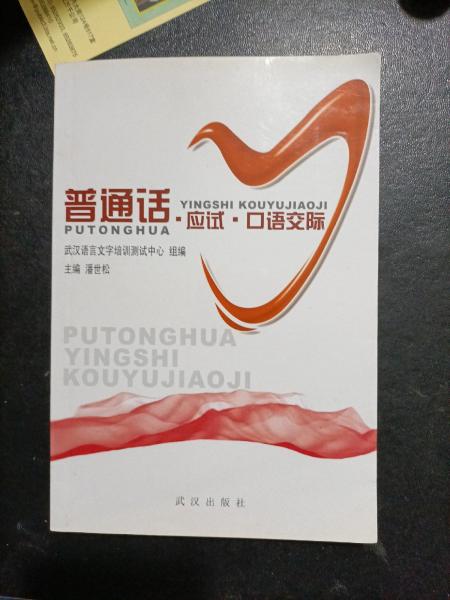 普通话·应试·口语交际
YINGSHI KOUYUJIAOJI
PUTONGHUA
武汉语言文字培训测试中心 组编
主编 潘世松
PUTONGHUA
YINGSHI
KOUYUJIAOJI
武汉出版社